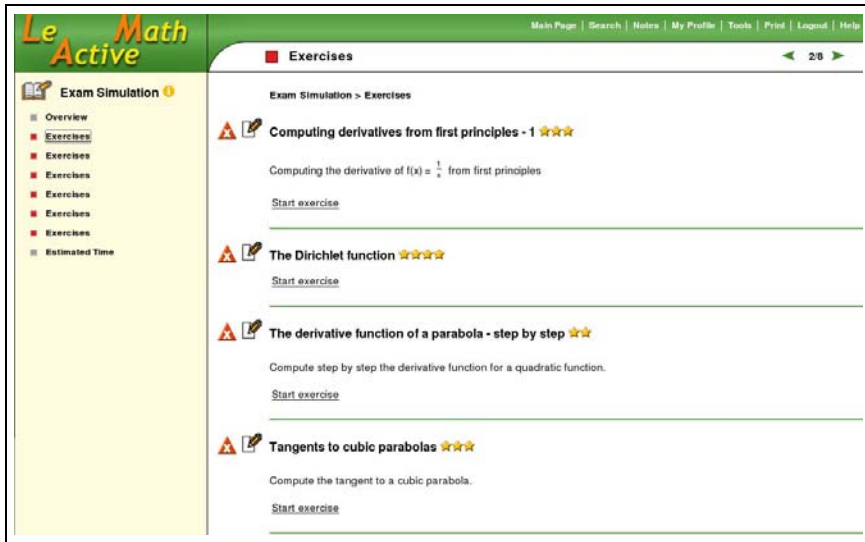 Le Math
Active
Main Page | Search | Notes | My Profile | Tools | Print | Logout | Help
Exercises
2/8
Exam Simulation
Overview
Exercises
Exercises
Exercises
Exercises
Exercises
Exercises
Estimated Time
Exam Simulation > Exercises
Computing derivatives from first principles - 1
Computing the derivative of f(x) = 1/x from first principles
Start exercise
The Dirichlet function
Start exercise
The derivative function of a parabola - step by step
Compute step by step the derivative function for a quadratic function.
Start exercise
Tangents to cubic parabolas
Compute the tangent to a cubic parabola.
Start exercise